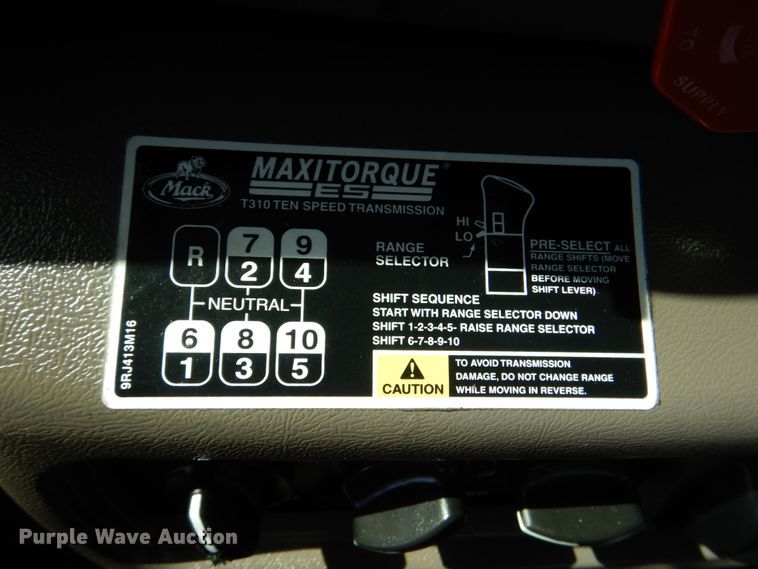 TO
SUPPLY
Mack
MAXITORQUE®
ES
T310 TEN SPEED TRANSMISSION
R 7 9
2 4
NEUTRAL
6 8 10
1 3 5
9RJ413M16
HI
LO
RANGE
SELECTOR
PRE-SELECT ALL
RANGE SHIFTS (MOVE
RANGE SELECTOR
BEFORE MOVING
SHIFT LEVER).
SHIFT SEQUENCE
START WITH RANGE SELECTOR DOWN
SHIFT 1-2-3-4-5- RAISE RANGE SELECTOR
SHIFT 6-7-8-9-10
CAUTION
TO AVOID TRANSMISSION
DAMAGE, DO NOT CHANGE RANGE
WHILE MOVING IN REVERSE.
Purple Wave Auction